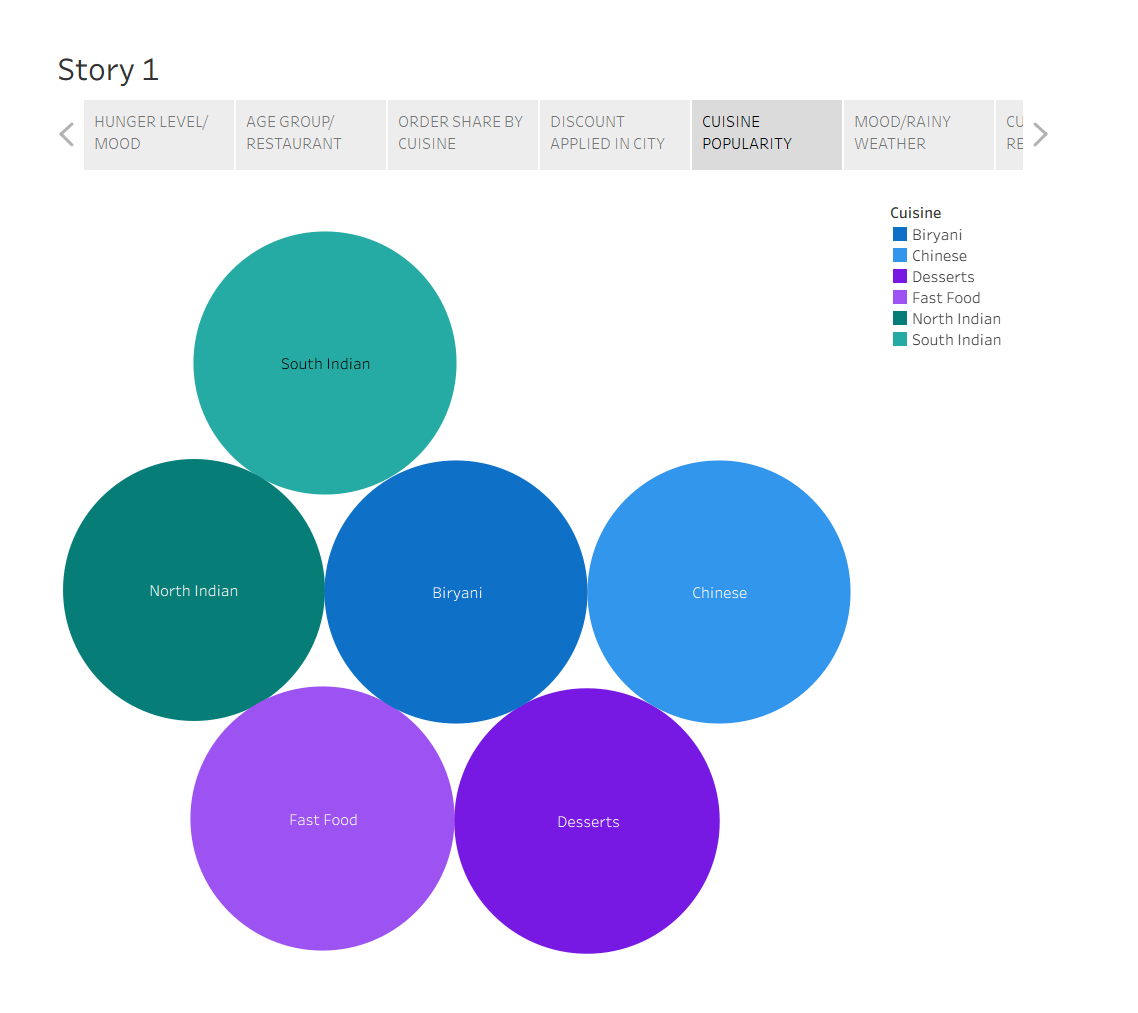 Story 1
HUNGER LEVEL/
MOOD
AGE GROUP/
RESTAURANT
ORDER SHARE BY
CUISINE
DISCOUNT
APPLIED IN CITY
CUISINE
POPULARITY
MOOD/RAINY
WEATHER
CU
RE
Cuisine
Biryani
Chinese
Desserts
Fast Food
North Indian
South Indian
South Indian
North Indian
Biryani
Chinese
Fast Food
Desserts